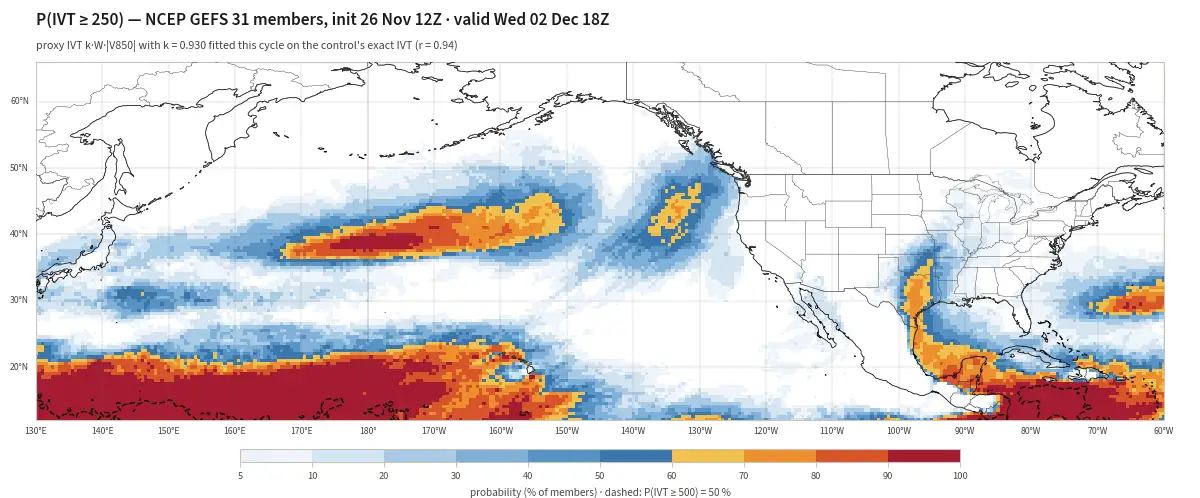 P(IVT ≥ 250) — NCEP GEFS 31 members, init 26 Nov 12Z · valid Wed 02 Dec 18Z
proxy IVT k·W·|V850| with k = 0.930 fitted this cycle on the control's exact IVT (r = 0.94)
60°N
50°N
40°N
30°N
20°N
130°E 140°E 150°E 160°E 170°E 180° 170°W 160°W 150°W 140°W 130°W 120°W 110°W 100°W 90°W 80°W 70°W 60°W
5 10 20 30 40 50 60 70 80 90 100
probability (% of members) · dashed: P(IVT ≥ 500) = 50 %